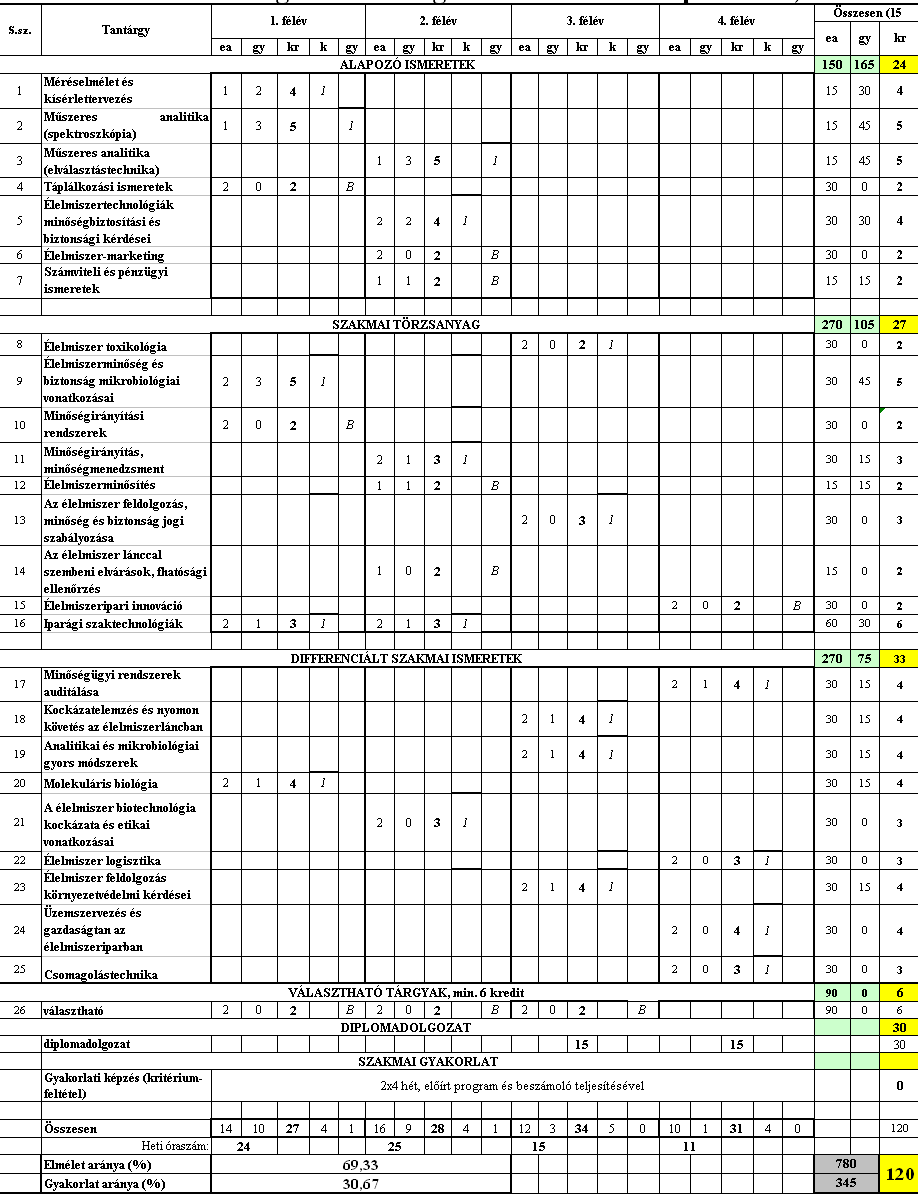 S.sz. Tantárgy 1. félév 2. félév 3. félév 4. félév Összesen (15
ea gy kr k gy ea gy kr k gy ea gy kr k gy ea gy kr k gy ea gy kr
ALAPOZÓ ISMERETEK 150 165 24
1 Méréselmélet és kísérlettervezés 1 2 4 1 15 30 4
2 Műszeres analitika (spektroszkópia) 1 3 5 1 15 45 5
3 Műszeres analitika (elválasztástechnika) 1 3 5 1 15 45 5
4 Táplálkozási ismeretek 2 0 2 B 30 0 2
5 Élelmiszertechnológiák minőségbiztosítási és biztonsági kérdései 2 2 4 1 30 30 4
6 Élelmiszer-marketing 2 0 2 B 30 0 2
7 Számviteli és pénzügyi ismeretek 1 1 2 B 15 15 2
SZAKMAI TÖRZSANYAG 270 105 27
8 Élelmiszer toxikológia 2 0 2 1 30 0 2
9 Élelmiszerminőség és biztonság mikrobiológiai vonatkozásai 2 3 5 1 30 45 5
10 Minőségirányítási rendszerek 2 0 2 B 30 0 2
11 Minőségirányítás, minőségmenedzsment 2 1 3 1 30 15 3
12 Élelmiszerminősítés 1 1 2 B 15 15 2
13 Az élelmiszer feldolgozás, minőség és biztonság jogi szabályozása 2 0 3 1 30 0 3
14 Az élelmiszer lánccal szembeni elvárások, fhatósági ellenőrzés 1 0 2 B 15 0 2
15 Élelmiszeripari innováció 2 0 2 B 30 0 2
16 Iparági szaktechnológiák 2 1 3 1 2 1 3 1 60 30 6
DIFFERENCIÁLT SZAKMAI ISMERETEK 270 75 33
17 Minőségügyi rendszerek auditálása 2 1 4 1 30 15 4
18 Kockázatelemzés és nyomon követés az élelmiszerláncban 2 1 4 1 30 15 4
19 Analitikai és mikrobiológiai gyors módszerek 2 1 4 1 30 15 4
20 Molekuláris biológia 2 1 4 1 30 15 4
21 A élelmiszer biotechnológia kockázata és etikai vonatkozásai 2 0 3 1 30 0 3
22 Élelmiszer logisztika 2 0 3 1 30 0 3
23 Élelmiszer feldolgozás környezetvédelmi kérdései 2 1 4 1 30 15 4
24 Üzemszervezés és gazdaságtan az élelmiszeriparban 2 0 4 1 30 0 4
25 Csomagolástechnika 2 0 3 1 30 0 3
VÁLASZTHATÓ TÁRGYAK, min. 6 kredit 90 0 6
26 választható 2 0 2 B 2 0 2 B 2 0 2 B 90 0 6
DIPLOMADOLGOZAT 30
diplomadolgozat 15 15 30
SZAKMAI GYAKORLAT
Gyakorlati képzés (kritérium-feltétel) 2x4 hét, előírt program és beszámoló teljesítésével 0
Összesen 14 10 27 4 1 16 9 28 4 1 12 3 34 5 0 10 1 31 4 0 120
Heti óraszám: 24 25 15 11
Elmélet aránya (%) 69,33 780 120
Gyakorlat aránya (%) 30,67 345